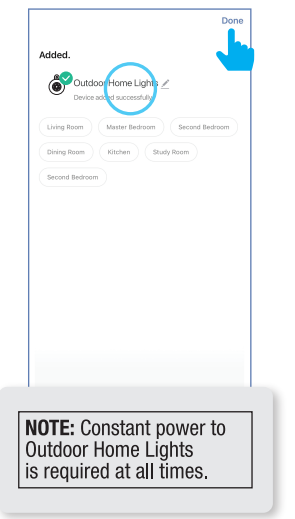 Done
Added.
Outdoor Home Lights
Device added successfully
Living Room Master Bedroom Second Bedroom
Dining Room Kitchen Study Room
Second Bedroom
NOTE: Constant power to
Outdoor Home Lights
is required at all times.